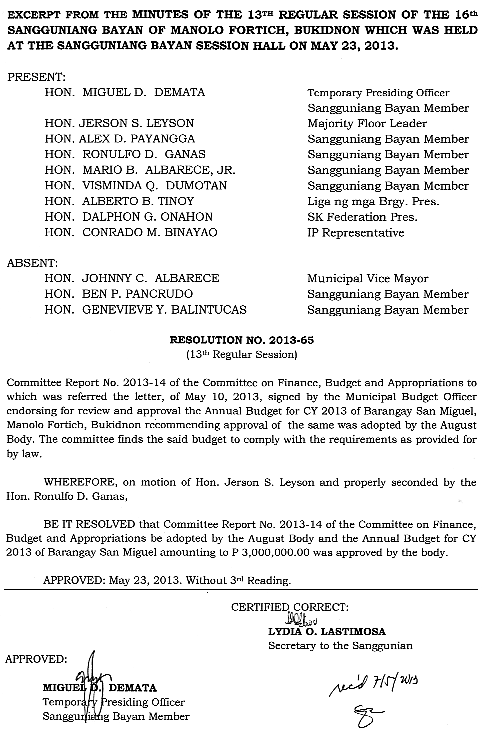 EXCERPT FROM THE MINUTES OF THE 13TH REGULAR SESSION OF THE 16th
SANGGUNIANG BAYAN OF MANOLO FORTICH, BUKIDNON WHICH WAS HELD
AT THE SANGGUNIANG BAYAN SESSION HALL ON MAY 23, 2013.
PRESENT:
HON. MIGUEL D. DEMATA Temporary Presiding Officer
Sangguniang Bayan Member
HON. JERSON S. LEYSON Majority Floor Leader
HON. ALEX D. PAYANGGA Sangguniang Bayan Member
HON. RONULFO D. GANAS Sangguniang Bayan Member
HON. MARIO B. ALBARECE, JR. Sangguniang Bayan Member
HON. VISMINDA Q. DUMOTAN Sangguniang Bayan Member
HON. ALBERTO B. TINOY Liga ng mga Brgy. Pres.
HON. DALPHON G. ONAHON SK Federation Pres.
HON. CONRADO M. BINAYAO IP Representative
ABSENT:
HON. JOHNNY C. ALBARECE Municipal Vice Mayor
HON. BEN P. PANCRUDO Sangguniang Bayan Member
HON. GENEVIEVE Y. BALINTUCAS Sangguniang Bayan Member
RESOLUTION NO. 2013-65
(13th Regular Session)
Committee Report No. 2013-14 of the Committee on Finance, Budget and Appropriations to
which was referred the letter, of May 10, 2013, signed by the Municipal Budget Officer
endorsing for review and approval the Annual Budget for CY 2013 of Barangay San Miguel,
Manolo Fortich, Bukidnon recommending approval of the same was adopted by the August
Body. The committee finds the said budget to comply with the requirements as provided for
by law.
WHEREFORE, on motion of Hon. Jerson S. Leyson and properly seconded by the
Hon. Ronulfo D. Ganas,
BE IT RESOLVED that Committee Report No. 2013-14 of the Committee on Finance,
Budget and Appropriations be adopted by the August Body and the Annual Budget for CY
2013 of Barangay San Miguel amounting to P 3,000,000.00 was approved by the body.
APPROVED: May 23, 2013. Without 3rd Reading.
CERTIFIED CORRECT:
LYDIA O. LASTIMOSA
Secretary to the Sanggunian
APPROVED:
MIGUEL D. DEMATA
Temporary Presiding Officer
Sangguniang Bayan Member
rec'd 7/5/2013